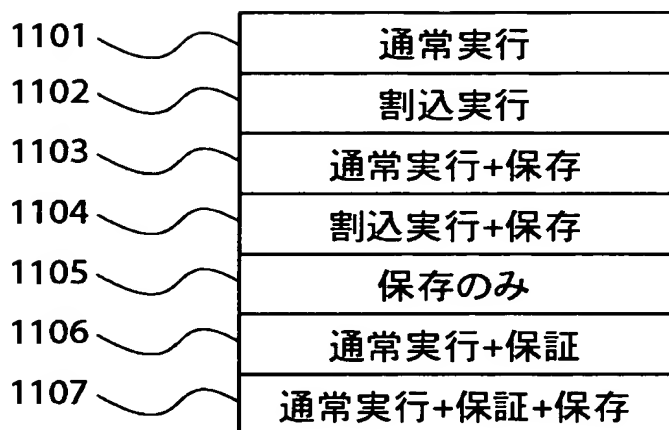 1101 通常実行
1102 割込実行
1103 通常実行+保存
1104 割込実行+保存
1105 保存のみ
1106 通常実行+保証
1107 通常実行+保証+保存